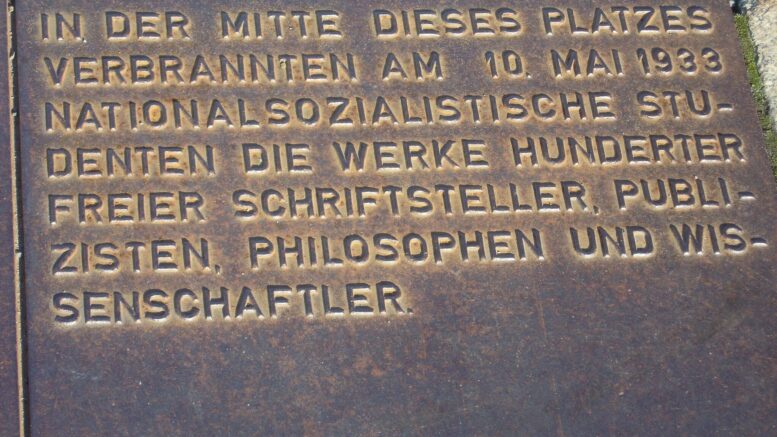 IN DER MITTE DIESES PLATZES
VERBRANNTEN AM 10. MAI 1933
NATIONALSOZIALISTISCHE STU-
DENTEN DIE WERKE HUNDERTER
FREIER SCHRIFTSTELLER, PUBLI-
ZISTEN, PHILOSOPHEN UND WIS-
SENSCHAFTLER.